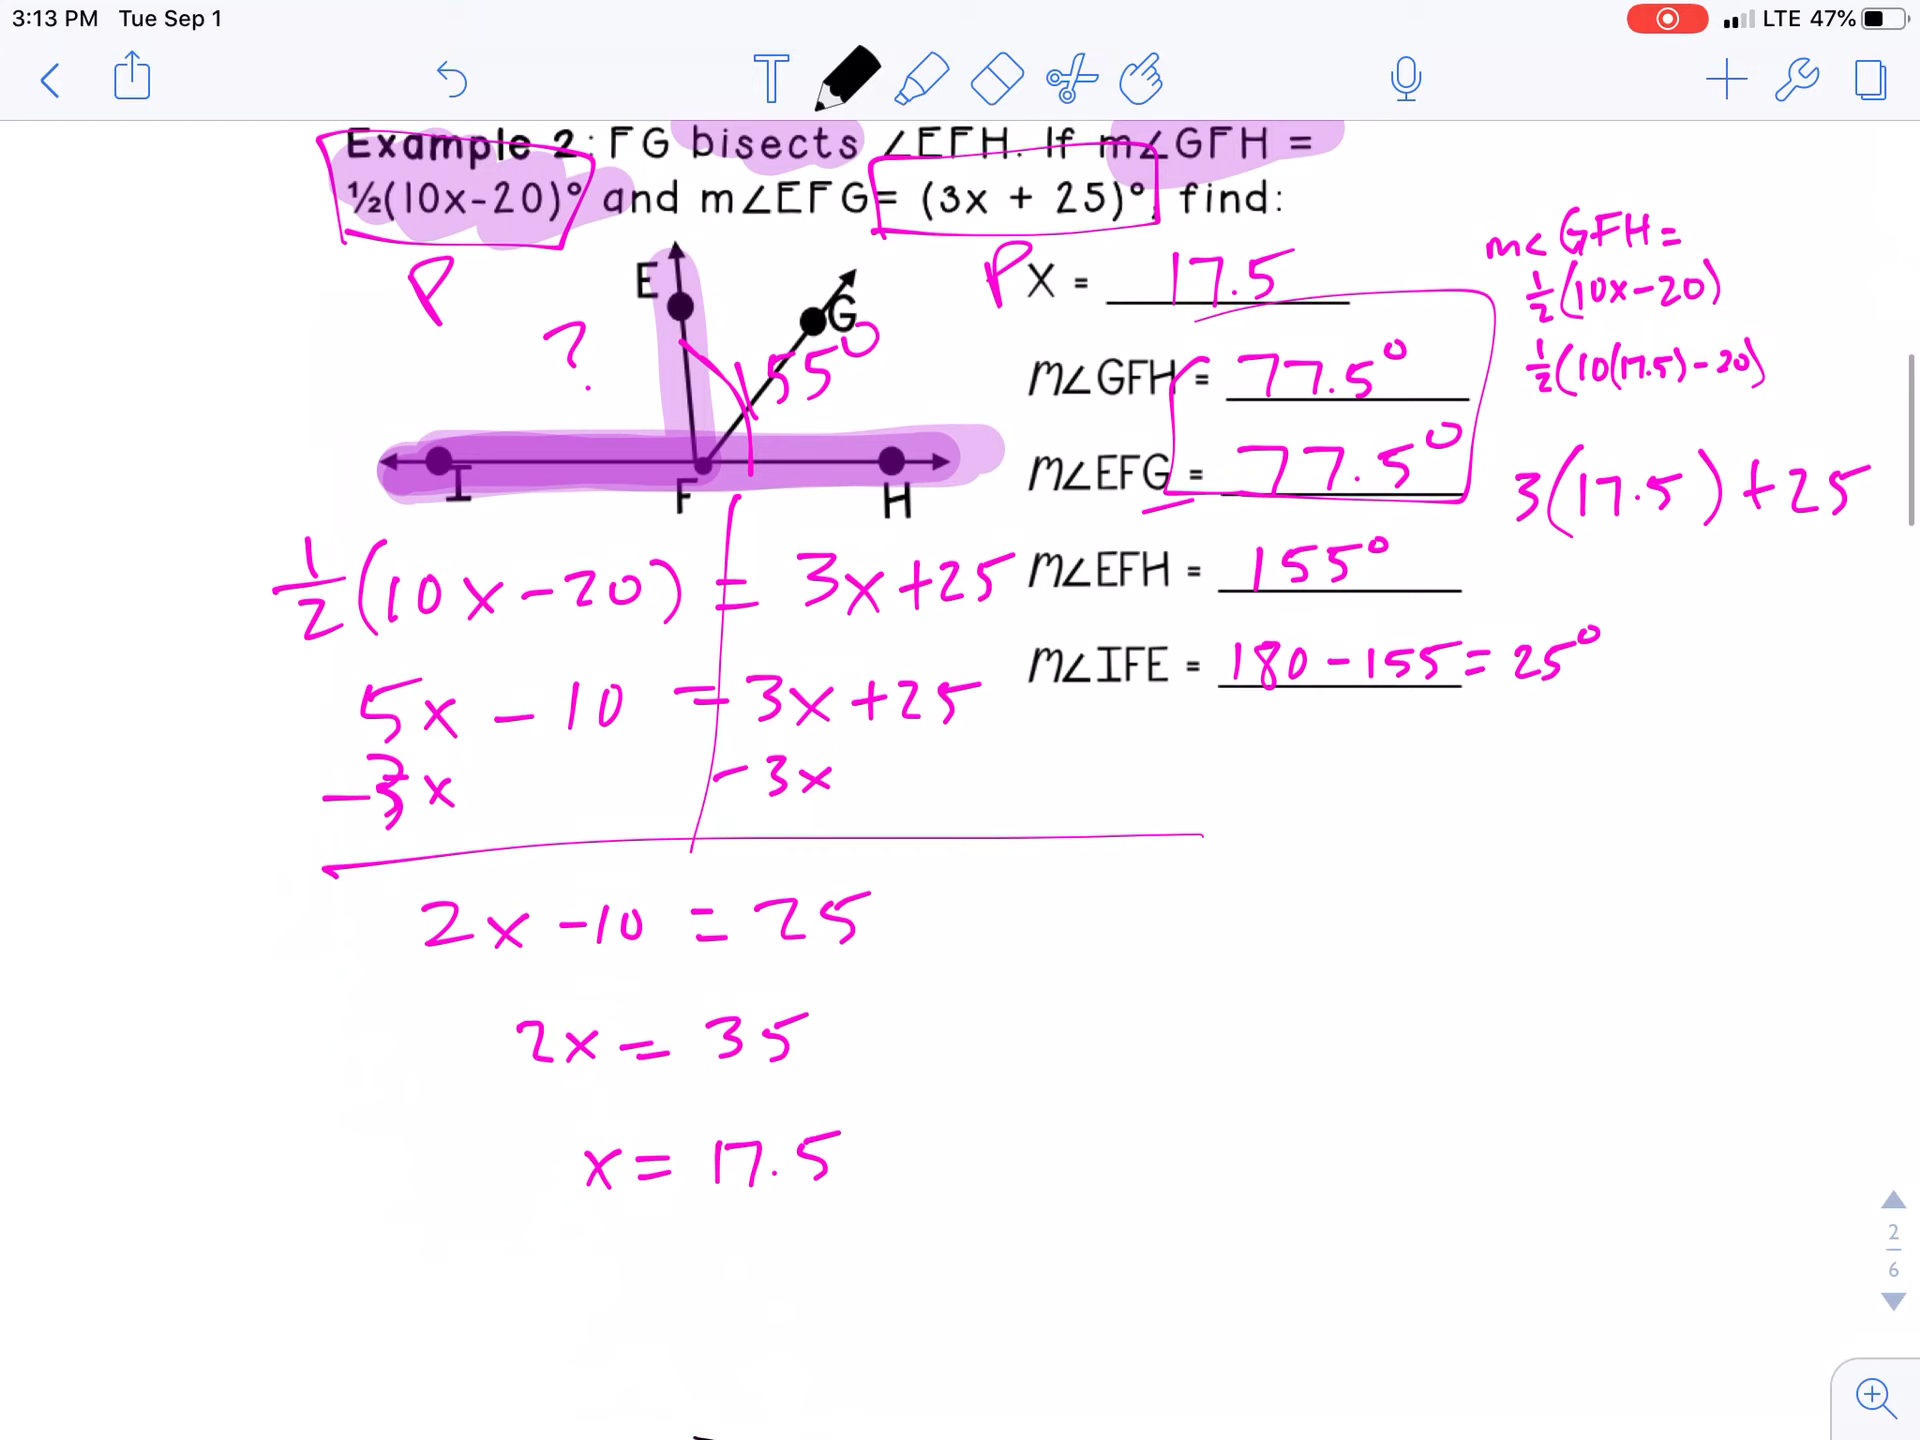 3:13 PM Tue Sep 1
LTE 47%
T
Example 2: FG bisects ∠EFH. If m∠GFH =
½(10x-20)° and m∠EFG= (3x + 25)°, find:
m< GFH =
½(10x-20)
½(10(17.5)-20)
3(17.5)+25
P
P
E
G
?
155°
I
F
H
X = 17.5
m∠GFH = 77.5°
m∠EFG = 77.5°
m∠EFH = 155°
m∠IFE = 180-155=25°
½(10x-20) = 3x+25
5x - 10 = 3x+25
-3x -3x
2x -10 = 25
2x = 35
x = 17.5
2
6